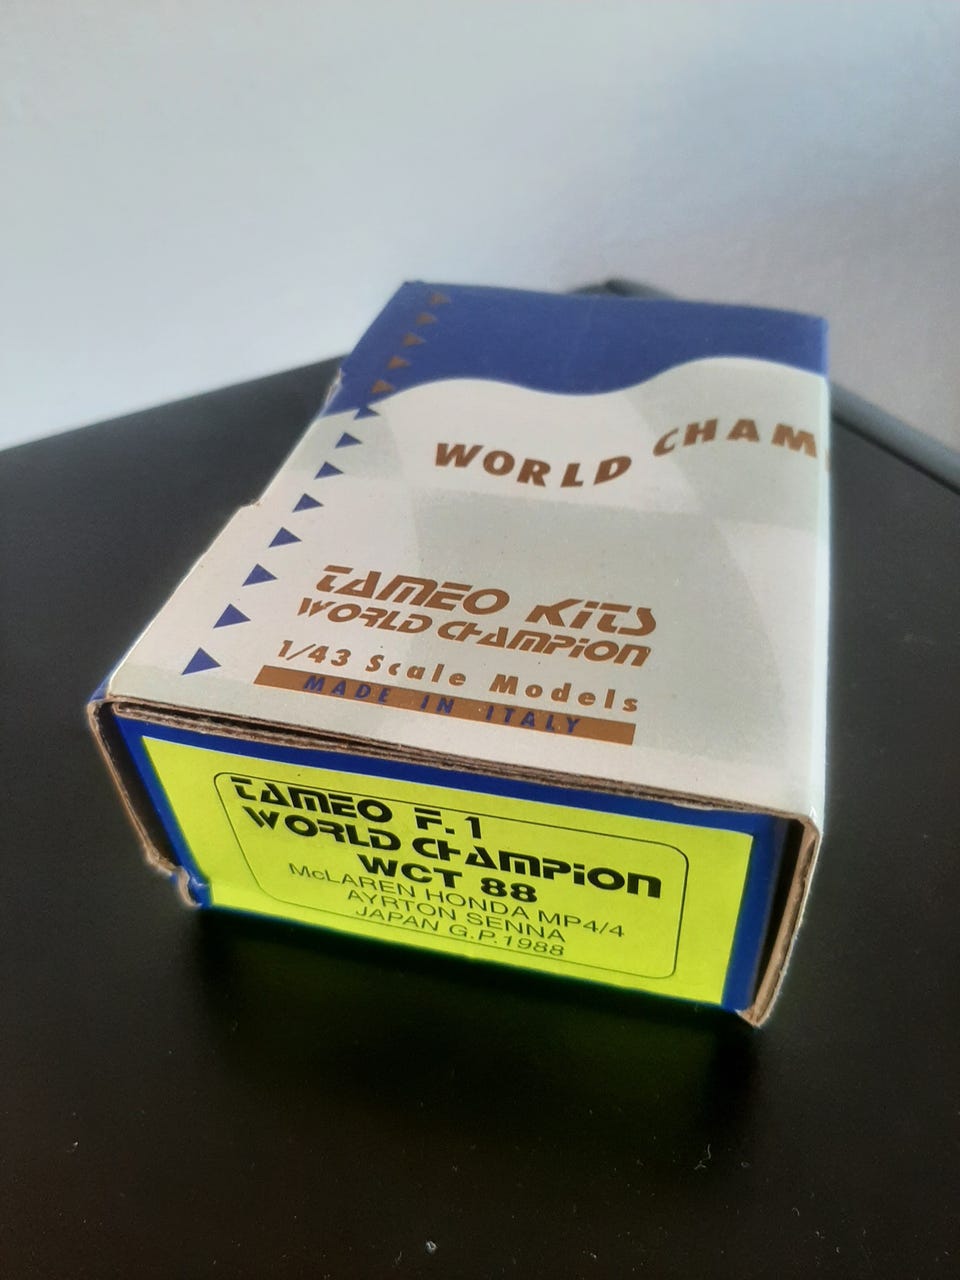 WORLD CHAM
TAMEO KiTS
WORLD CHAMPiON
1/43 Scale Models
MADE IN ITALY
TAMEO F.1
WORLD CHAMPiON
WCT 88
McLAREN HONDA MP4/4
AYRTON SENNA
JAPAN G.P.1988